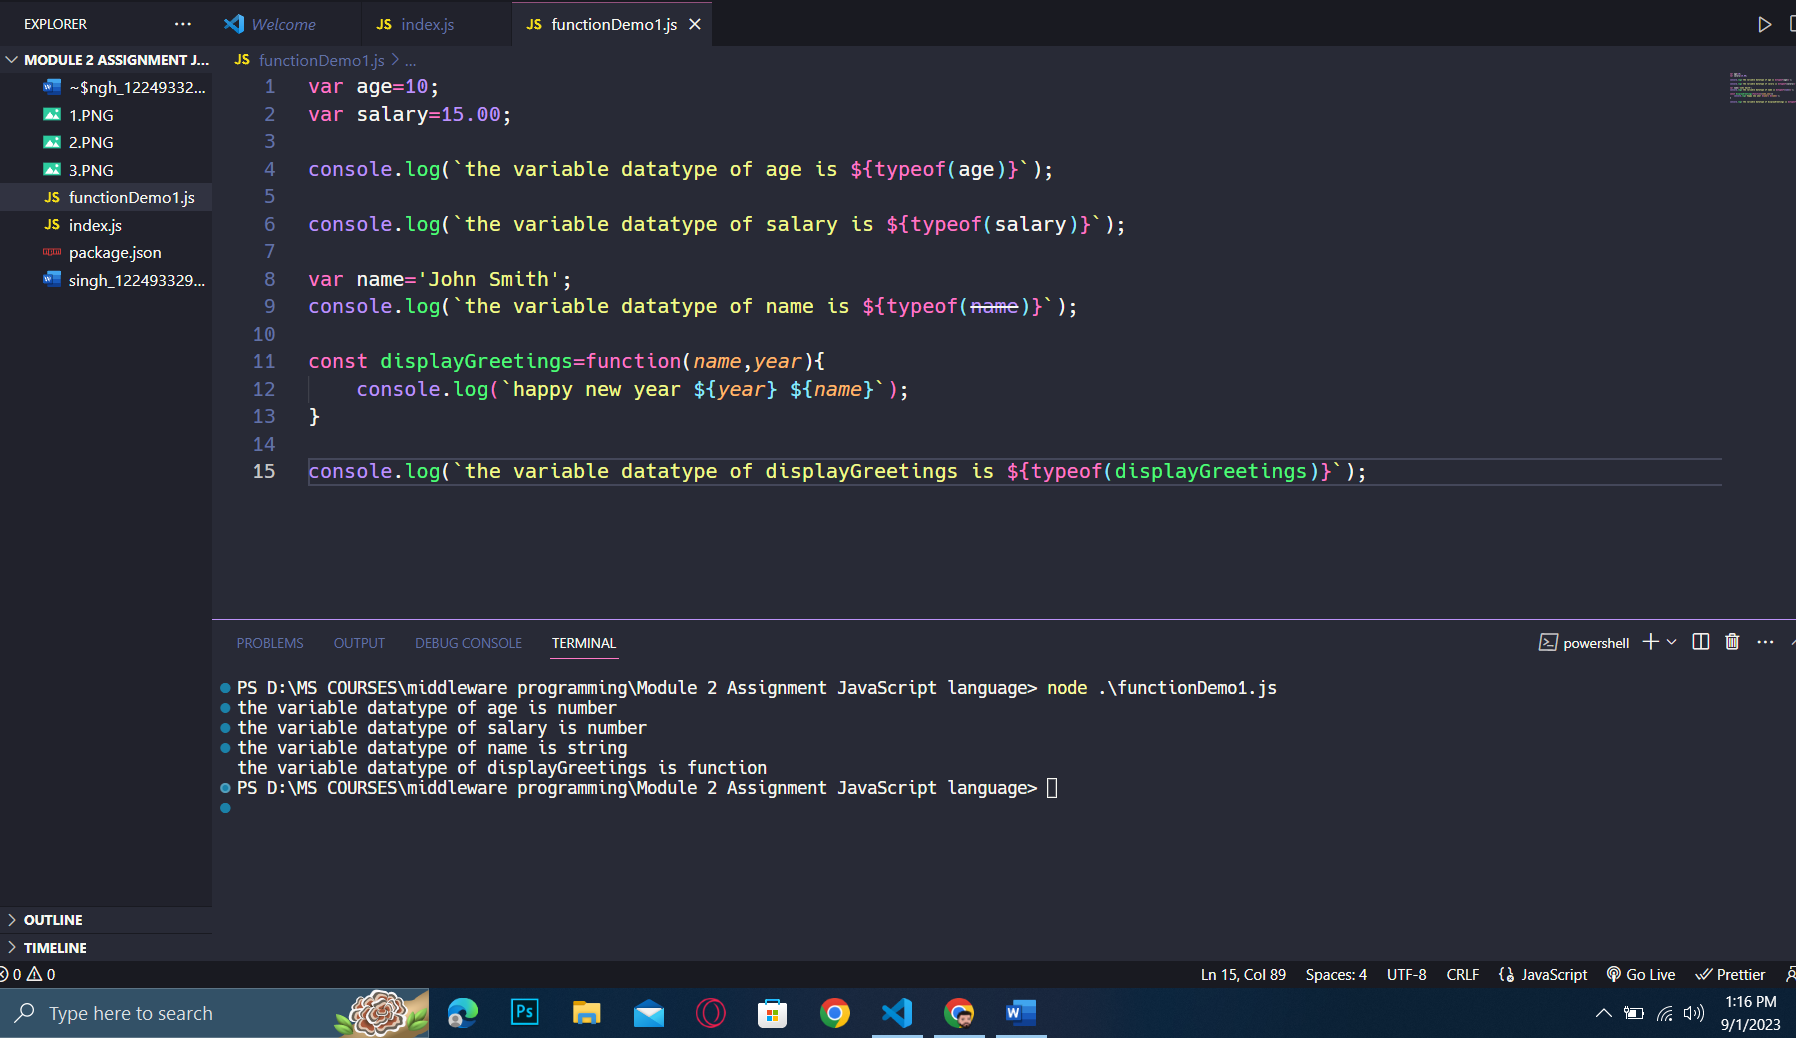 EXPLORER ···
Welcome
JS index.js
JS functionDemo1.js
MODULE 2 ASSIGNMENT J...
~$ngh_12249332...
1.PNG
2.PNG
3.PNG
JS functionDemo1.js
JS index.js
package.json
singh_122493329...
OUTLINE
TIMELINE
JS functionDemo1.js > ...
1 var age=10;
2 var salary=15.00;
3
4 console.log(`the variable datatype of age is ${typeof(age)}`);
5
6 console.log(`the variable datatype of salary is ${typeof(salary)}`);
7
8 var name='John Smith';
9 console.log(`the variable datatype of name is ${typeof(name)}`);
10
11 const displayGreetings=function(name,year){
12 console.log(`happy new year ${year} ${name}`);
13 }
14
15 console.log(`the variable datatype of displayGreetings is ${typeof(displayGreetings)}`);
PROBLEMS OUTPUT DEBUG CONSOLE TERMINAL
powershell
PS D:\MS COURSES\middleware programming\Module 2 Assignment JavaScript language> node .\functionDemo1.js
the variable datatype of age is number
the variable datatype of salary is number
the variable datatype of name is string
the variable datatype of displayGreetings is function
PS D:\MS COURSES\middleware programming\Module 2 Assignment JavaScript language>
0 0
Ln 15, Col 89 Spaces: 4 UTF-8 CRLF JavaScript Go Live Prettier
Type here to search
Ps
W
1:16 PM
9/1/2023